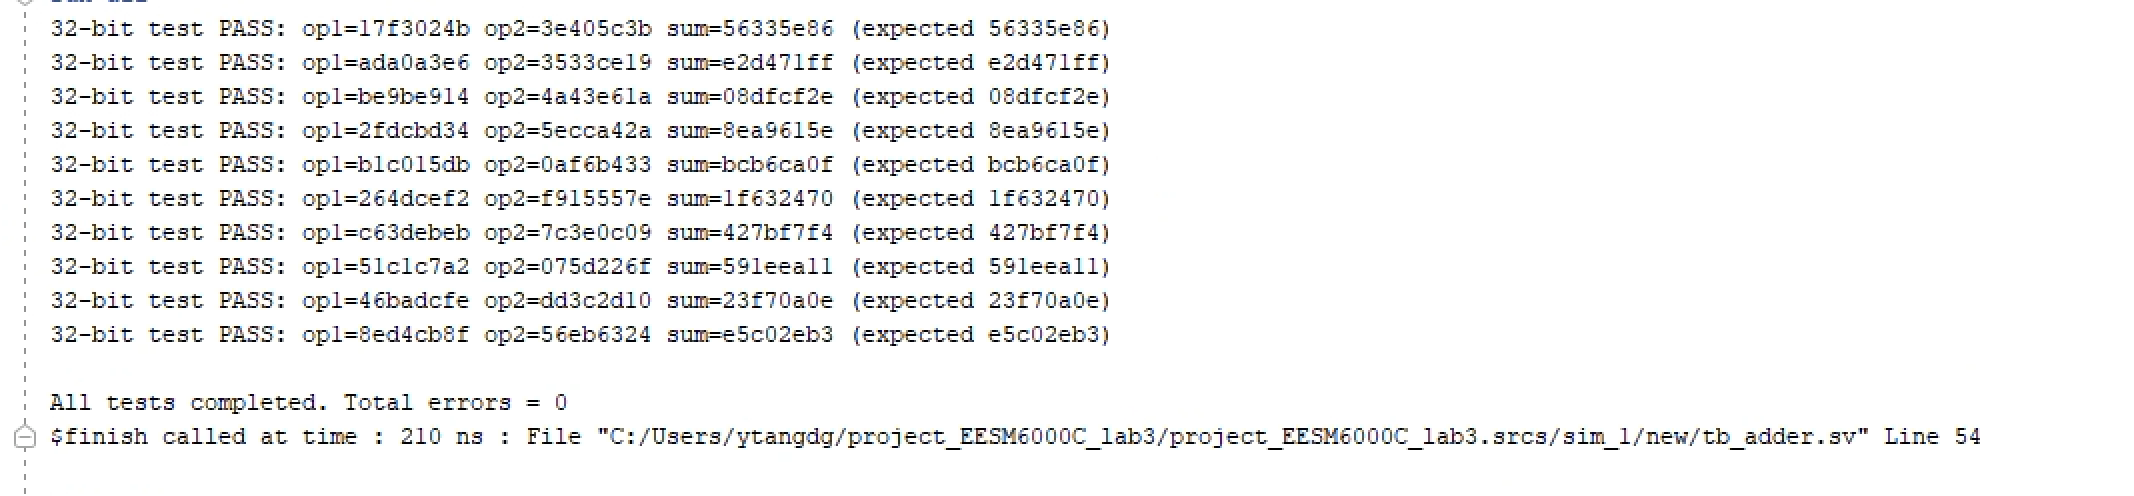 32-bit test PASS: op1=17f3024b op2=3e405c3b sum=56335e86 (expected 56335e86)
32-bit test PASS: op1=ada0a3e6 op2=3533ce19 sum=e2d471ff (expected e2d471ff)
32-bit test PASS: op1=be9be914 op2=4a43e61a sum=08dfcf2e (expected 08dfcf2e)
32-bit test PASS: op1=2fdcbd34 op2=5ecca42a sum=8ea9615e (expected 8ea9615e)
32-bit test PASS: op1=b1c015db op2=0af6b433 sum=bcb6ca0f (expected bcb6ca0f)
32-bit test PASS: op1=264dcef2 op2=f915557e sum=1f632470 (expected 1f632470)
32-bit test PASS: op1=c63debeb op2=7c3e0c09 sum=427bf7f4 (expected 427bf7f4)
32-bit test PASS: op1=51c1c7a2 op2=075d226f sum=591eea11 (expected 591eea11)
32-bit test PASS: op1=46badcfe op2=dd3c2d10 sum=23f70a0e (expected 23f70a0e)
32-bit test PASS: op1=8ed4cb8f op2=56eb6324 sum=e5c02eb3 (expected e5c02eb3)
All tests completed. Total errors = 0
$finish called at time : 210 ns : File "C:/Users/ytangdg/project_EESM6000C_lab3/project_EESM6000C_lab3.srcs/sim_1/new/tb_adder.sv" Line 54